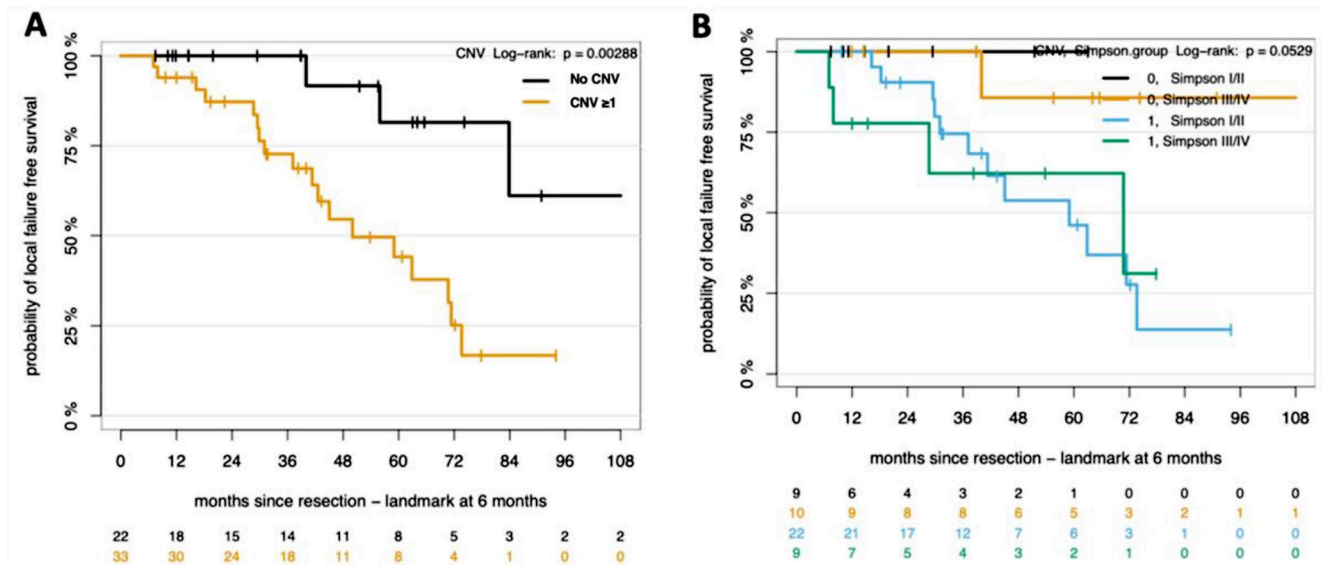 A
CNV Log-rank: p = 0.00288
No CNV
CNV ≥1
probability of local failure free survival
100 %
75 %
50 %
25 %
0 %
0 12 24 36 48 60 72 84 96 108
months since resection – landmark at 6 months
22 18 15 14 11 8 5 3 2 2
33 30 24 18 11 8 4 1 0 0
B
CNV, Simpson.group Log-rank: p = 0.0529
0, Simpson I/II
0, Simpson III/IV
1, Simpson I/II
1, Simpson III/IV
probability of local failure free survival
100 %
75 %
50 %
25 %
0 %
0 12 24 36 48 60 72 84 96 108
months since resection – landmark at 6 months
9 6 4 3 2 1 0 0 0 0
10 9 8 8 6 5 3 2 1 1
22 21 17 12 7 6 3 1 0 0
9 7 5 4 3 2 1 0 0 0